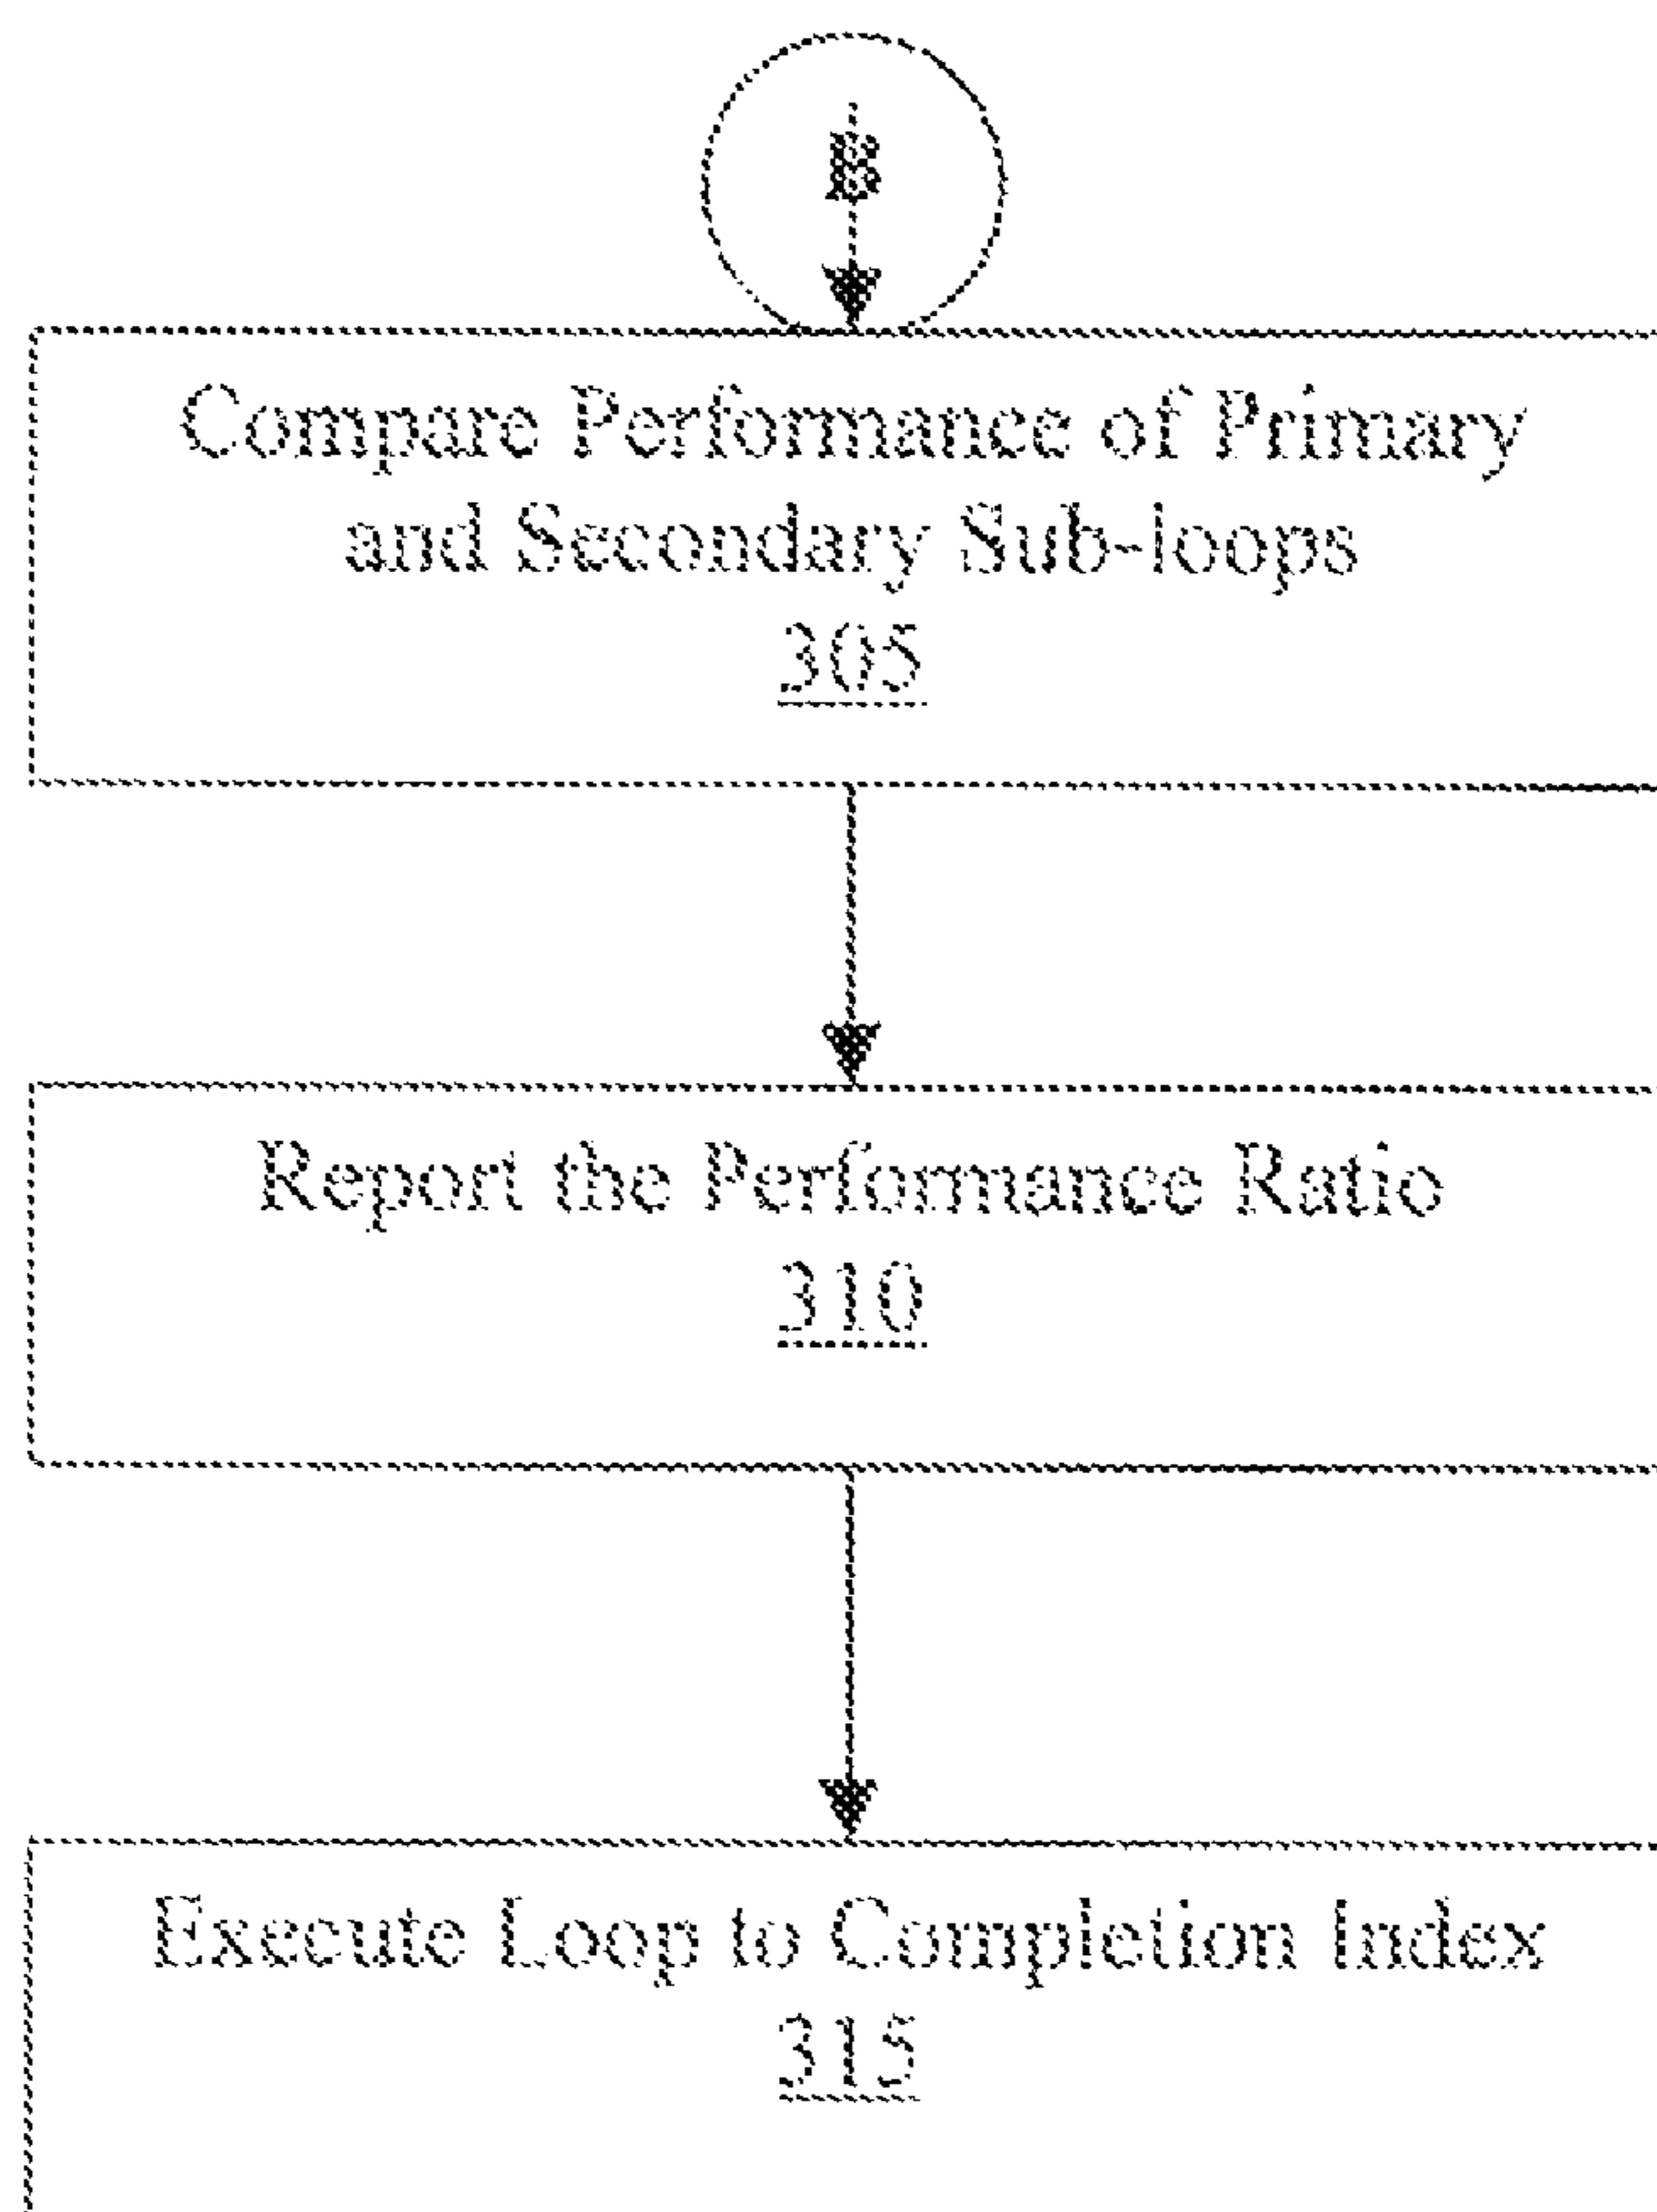 B
Compare Performance of Primary
and Secondary Sub-loops
305
Report the Performance Ratio
310
Execute Loop to Completion Index
315